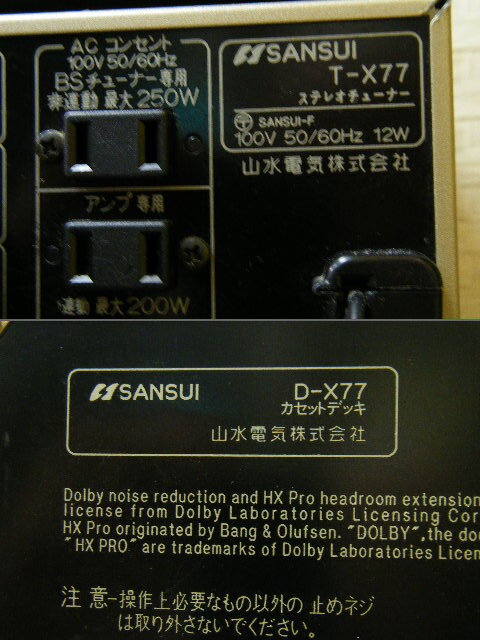 AC コンセント
100V 50/60Hz
BSチューナー専用
非連動 最大250W
アンプ専用
連動 最大200W
SANSUI
T-X77
ステレオチューナー
SANSUI-F
100V 50/60Hz 12W
山水電気株式会社
SANSUI
D-X77
カセットデッキ
山水電気株式会社
Dolby noise reduction and HX Pro headroom extension
license from Dolby Laboratories Licensing Cor
HX Pro originated by Bang & Olufsen. "DOLBY", the do
"HX PRO" are trademarks of Dolby Laboratories Licen
注 意-操作上必要なもの以外の 止めネジ
は取り外さないでください。